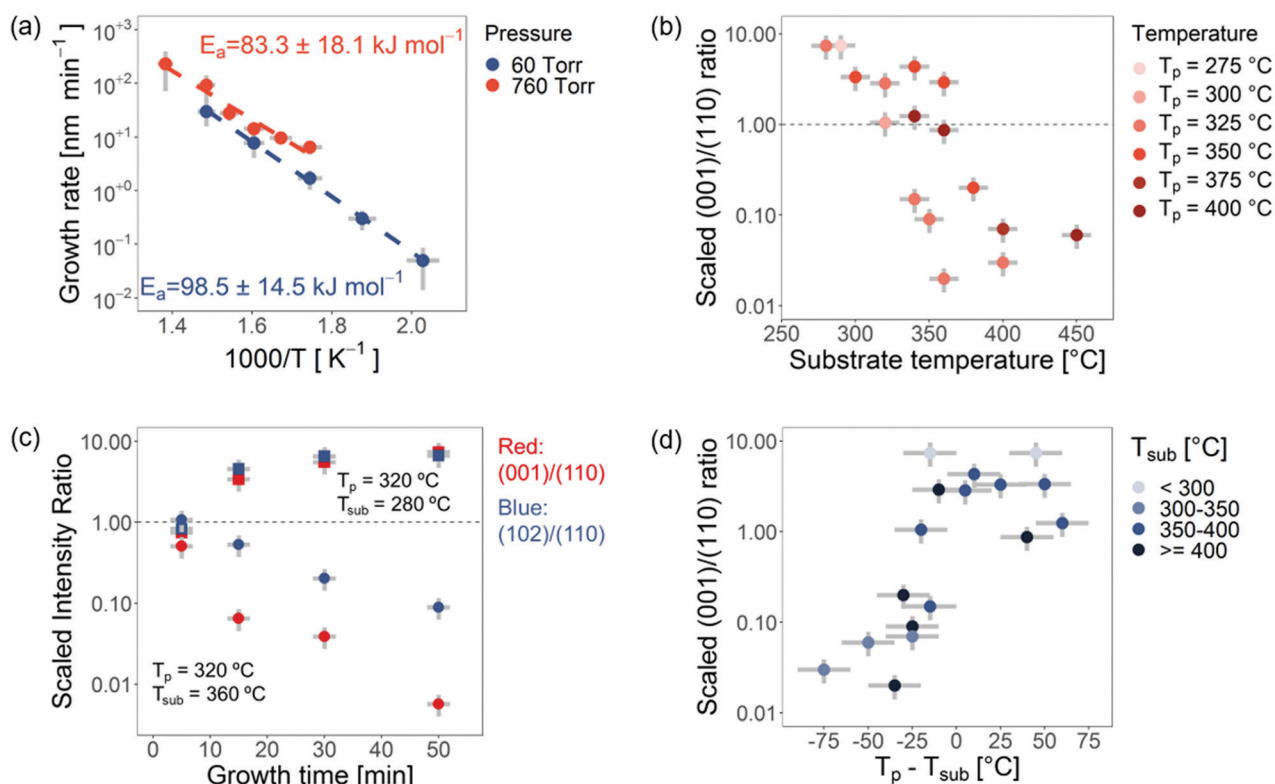 (a)
10⁺³
10⁺²
10⁺¹
10⁺⁰
10⁻¹
10⁻²
Growth rate [nm min⁻¹]
Eₐ=83.3 ± 18.1 kJ mol⁻¹
Eₐ=98.5 ± 14.5 kJ mol⁻¹
1.4 1.6 1.8 2.0
1000/T [ K⁻¹]
Pressure
60 Torr
760 Torr
(b)
10.00
1.00
0.10
0.01
Scaled (001)/(110) ratio
250 300 350 400 450
Substrate temperature [°C]
Temperature
Tₚ = 275 °C
Tₚ = 300 °C
Tₚ = 325 °C
Tₚ = 350 °C
Tₚ = 375 °C
Tₚ = 400 °C
(c)
10.00
1.00
0.10
0.01
Scaled Intensity Ratio
Tₚ = 320 ºC
T_sub = 280 ºC
Tₚ = 320 ºC
T_sub = 360 ºC
0 10 20 30 40 50
Growth time [min]
Red:
(001)/(110)
Blue:
(102)/(110)
(d)
10.00
1.00
0.10
0.01
Scaled (001)/(110) ratio
-75 -50 -25 0 25 50 75
Tₚ - T_sub [°C]
T_sub [°C]
< 300
300-350
350-400
>= 400